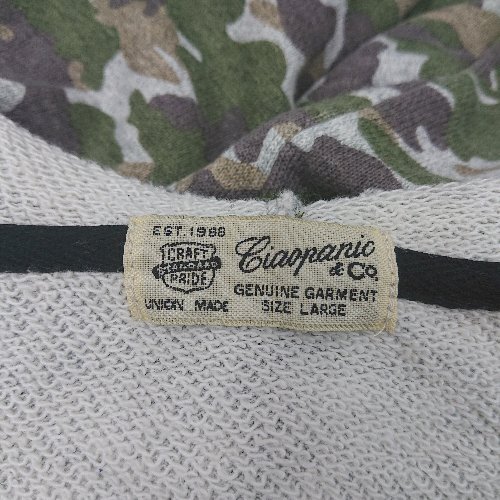 EST. 1988
CRAFT
PRIDE
UNION MADE
Ciaopanic
& Co
GENUINE GARMENT
SIZE LARGE